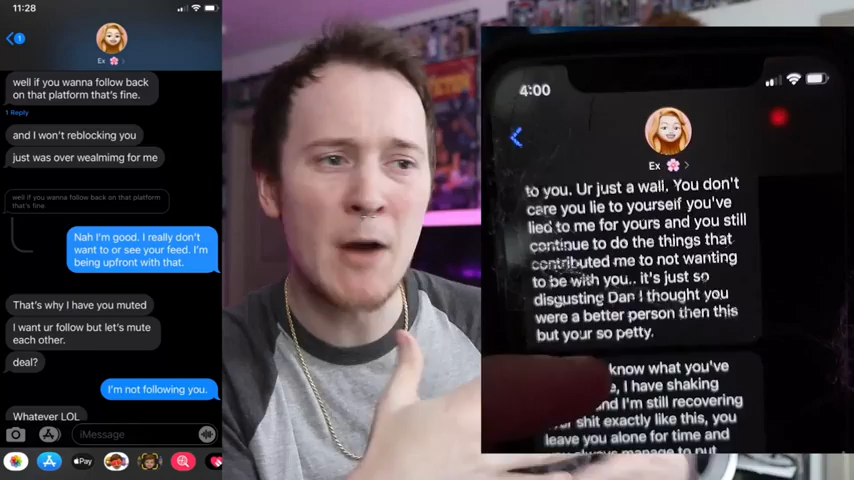 11:28
1
Ex
well if you wanna follow back
on that platform that's fine.
1 Reply
and I won't reblocking you
just was over wealmimg for me
well if you wanna follow back on that platform
that's fine.
Nah I'm good. I really don't
want to or see your feed. I'm
being upfront with that.
That's why I have you muted
I want ur follow but let's mute
each other.
deal?
I'm not following you.
Whatever LOL
iMessage
Pay
4:00
Ex
to you. Ur just a wall. You don't
care you lie to yourself you've
lied to me for yours and you still
continue to do the things that
contributed me to not wanting
to be with you.. it's just so
disgusting Dan I thought you
were a better person then this
but your so petty.
know what you've
I have shaking
and I'm still recovering
shit exactly like this, you
leave you alone for time and
always manage to put